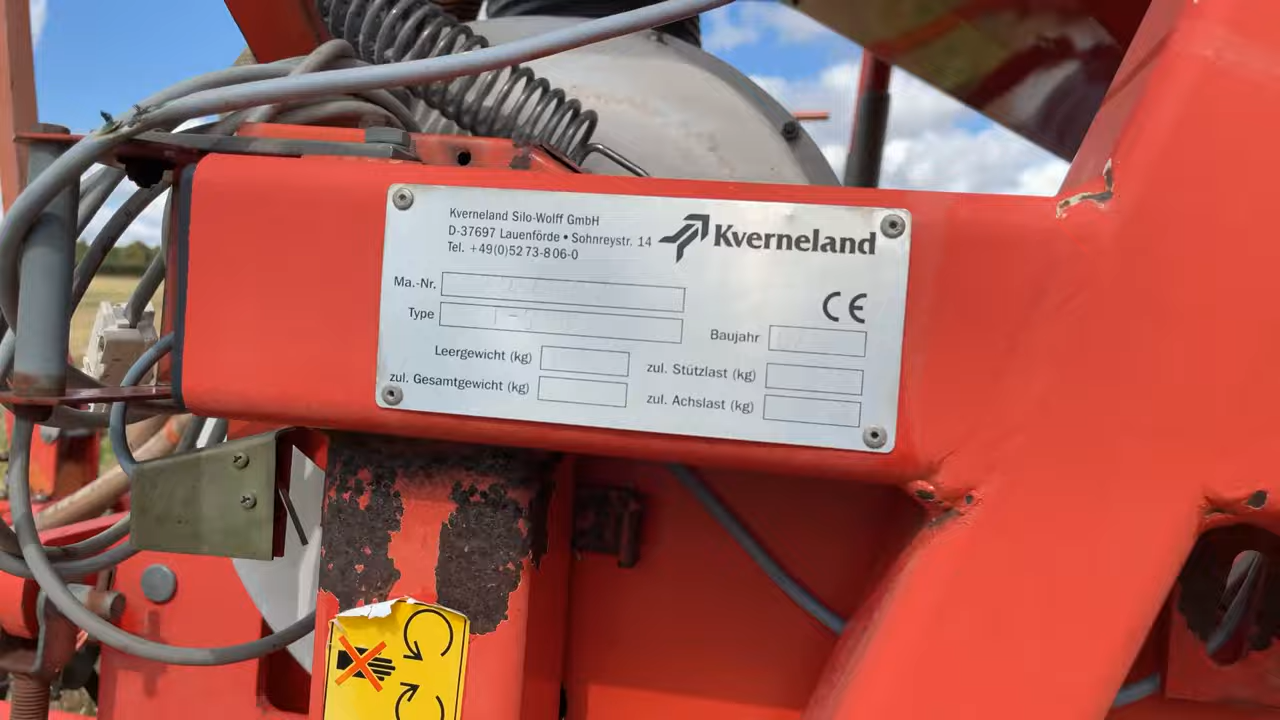 Kverneland Silo-Wolff GmbH
D-37697 Lauenförde • Sohnreystr. 14
Tel. +49(0)5273-806-0
Kverneland
CE
Ma.-Nr.
Type
Baujahr
Leergewicht (kg)
zul. Stützlast (kg)
zul. Gesamtgewicht (kg)
zul. Achslast (kg)